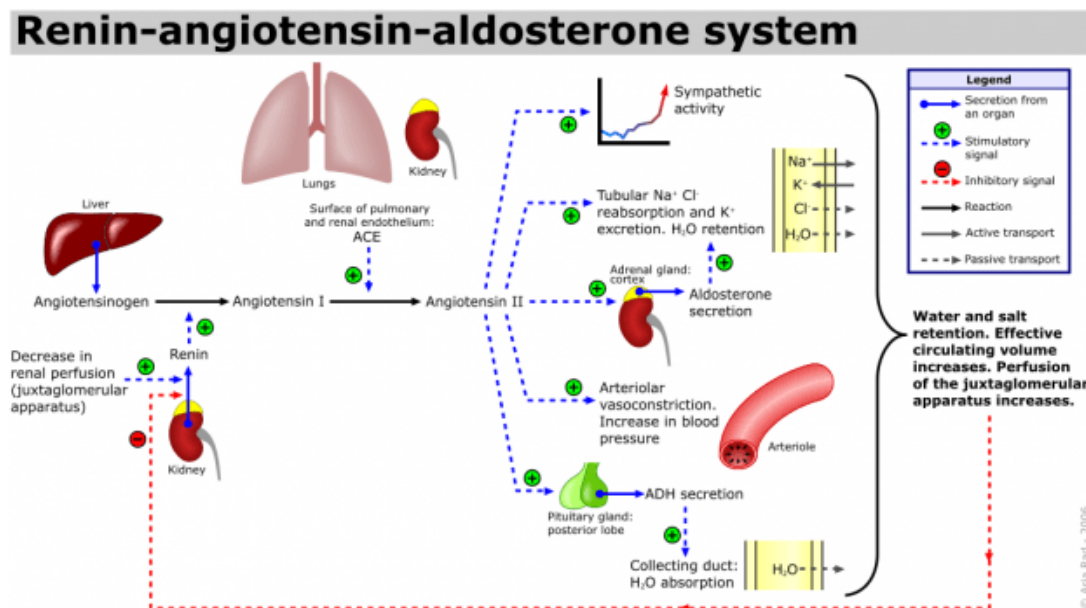 Renin-angiotensin-aldosterone system
Legend
Secretion from
an organ
Stimulatory
signal
Inhibitory signal
Reaction
Active transport
Passive transport
Sympathetic
activity
Lungs
Kidney
Surface of pulmonary
and renal endothelium:
ACE
Liver
Angiotensinogen
Angiotensin I
Angiotensin II
Tubular Na⁺ Cl⁻
reabsorption and K⁺
excretion. H₂O retention
Na⁺
K⁺
Cl⁻
H₂O
Adrenal gland:
cortex
Aldosterone
secretion
Decrease in
renal perfusion
(juxtaglomerular
apparatus)
Renin
Kidney
Arteriolar
vasoconstriction.
Increase in blood
pressure
Arteriole
Pituitary gland:
posterior lobe
ADH secretion
Collecting duct:
H₂O absorption
H₂O
Water and salt
retention. Effective
circulating volume
increases. Perfusion
of the juxtaglomerular
apparatus increases.